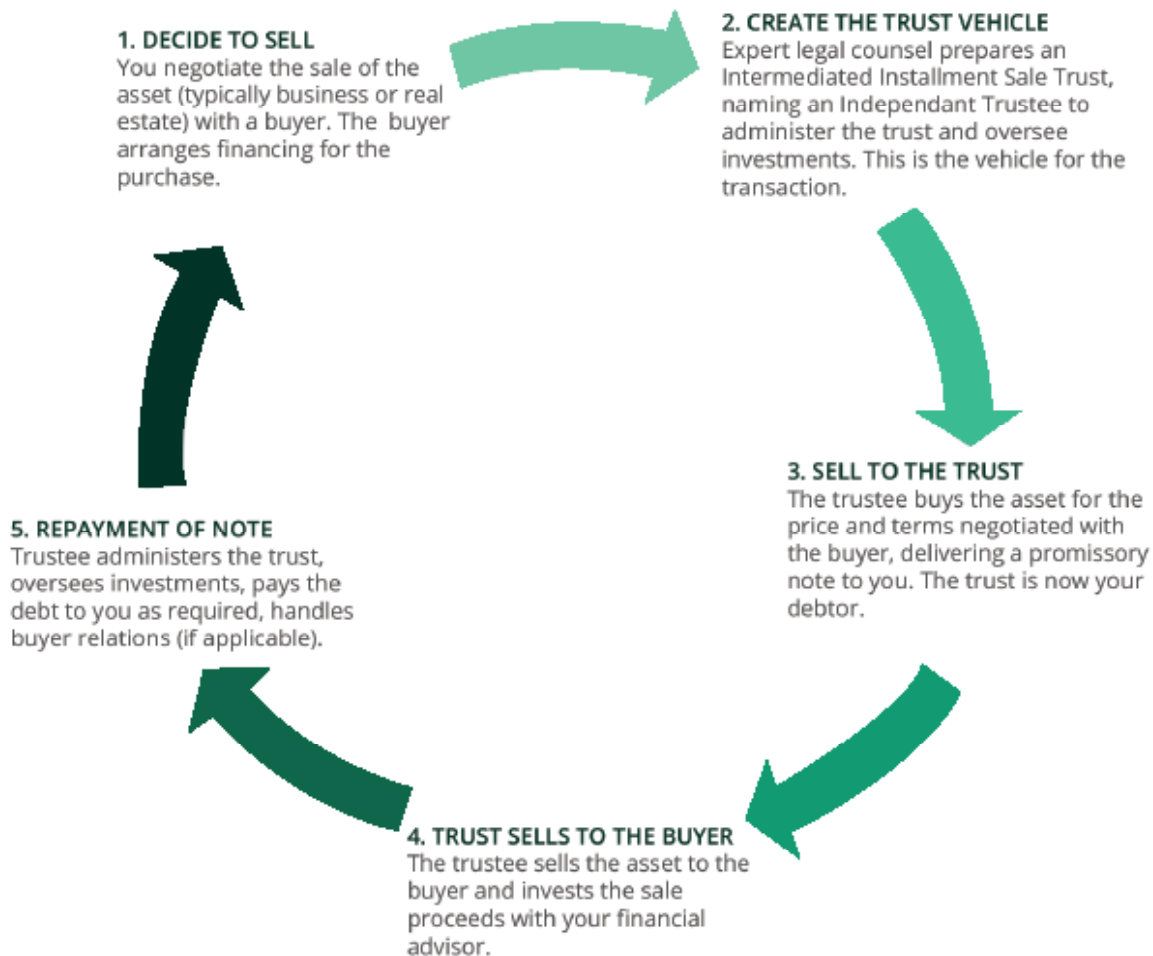 1. DECIDE TO SELL
You negotiate the sale of the
asset (typically business or real
estate) with a buyer. The  buyer
arranges financing for the
purchase.
2. CREATE THE TRUST VEHICLE
Expert legal counsel prepares an
Intermediated Installment Sale Trust,
naming an Independant Trustee to
administer the trust and oversee
investments. This is the vehicle for the
transaction.
3. SELL TO THE TRUST
The trustee buys the asset for the
price and terms negotiated with
the buyer, delivering a promissory
note to you. The trust is now your
debtor.
4. TRUST SELLS TO THE BUYER
The trustee sells the asset to the
buyer and invests the sale
proceeds with your financial
advisor.
5. REPAYMENT OF NOTE
Trustee administers the trust,
oversees investments, pays the
debt to you as required, handles
buyer relations (if applicable).